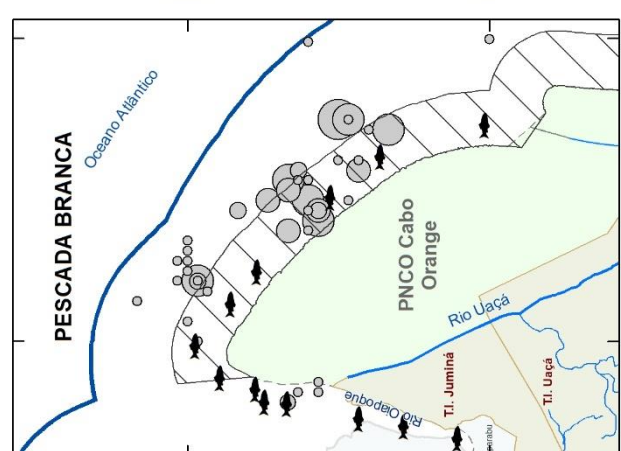 PESCADA BRANCA
Oceano Atlântico
PNCO Cabo
Orange
Rio Uaçá
T.I. Juminá
T.I. Uaçá
Rio Oiapoque